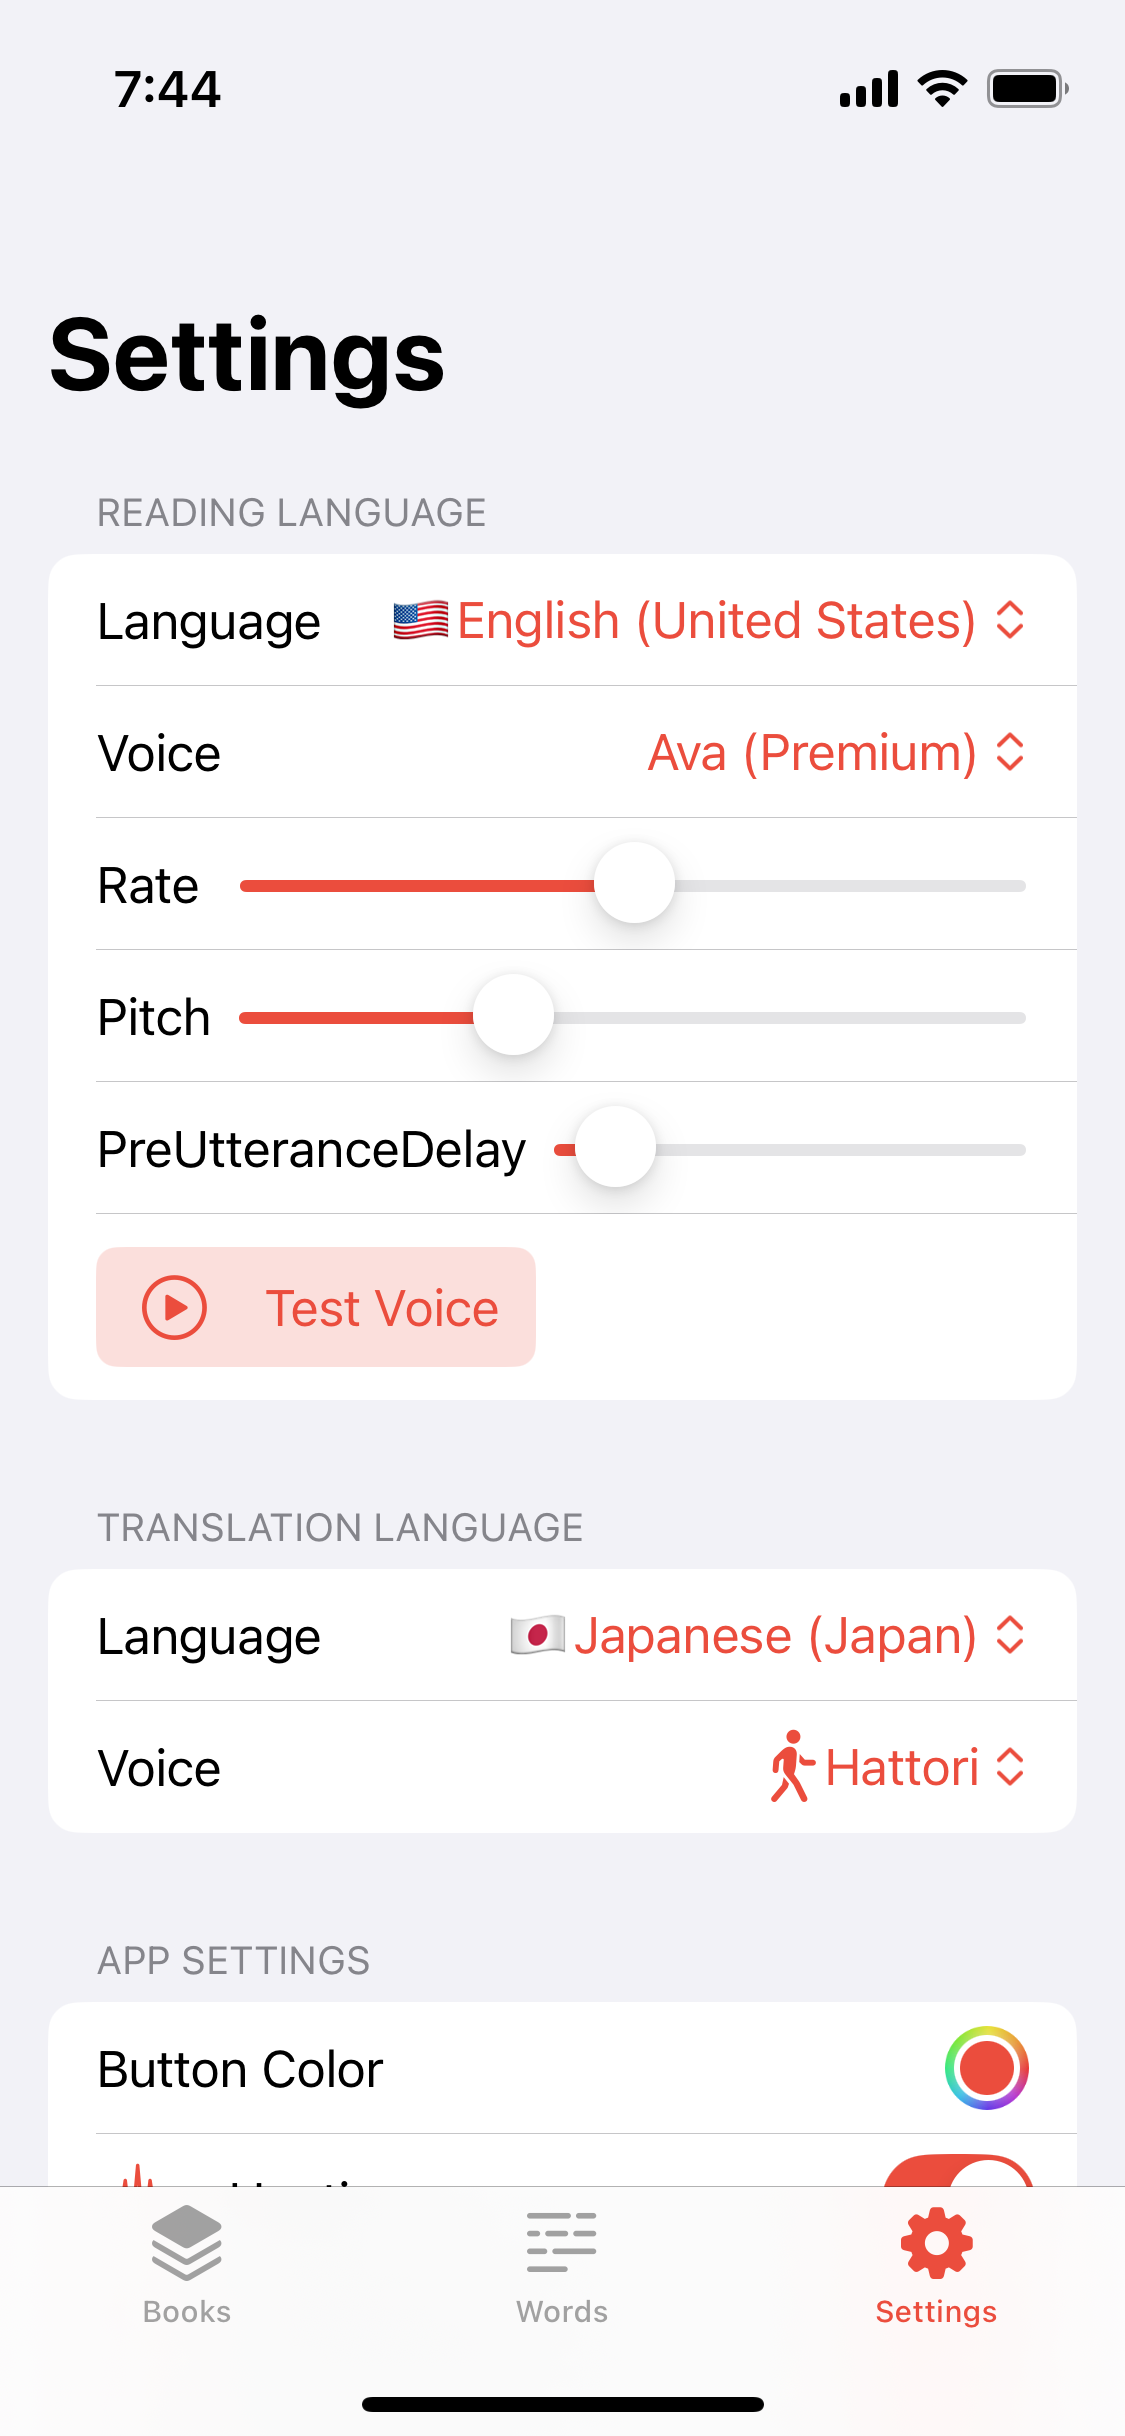 7:44
Settings
READING LANGUAGE
Language English (United States)
Voice Ava (Premium)
Rate
Pitch
PreUtteranceDelay
Test Voice
TRANSLATION LANGUAGE
Language Japanese (Japan)
Voice Hattori
APP SETTINGS
Button Color
Books Words Settings